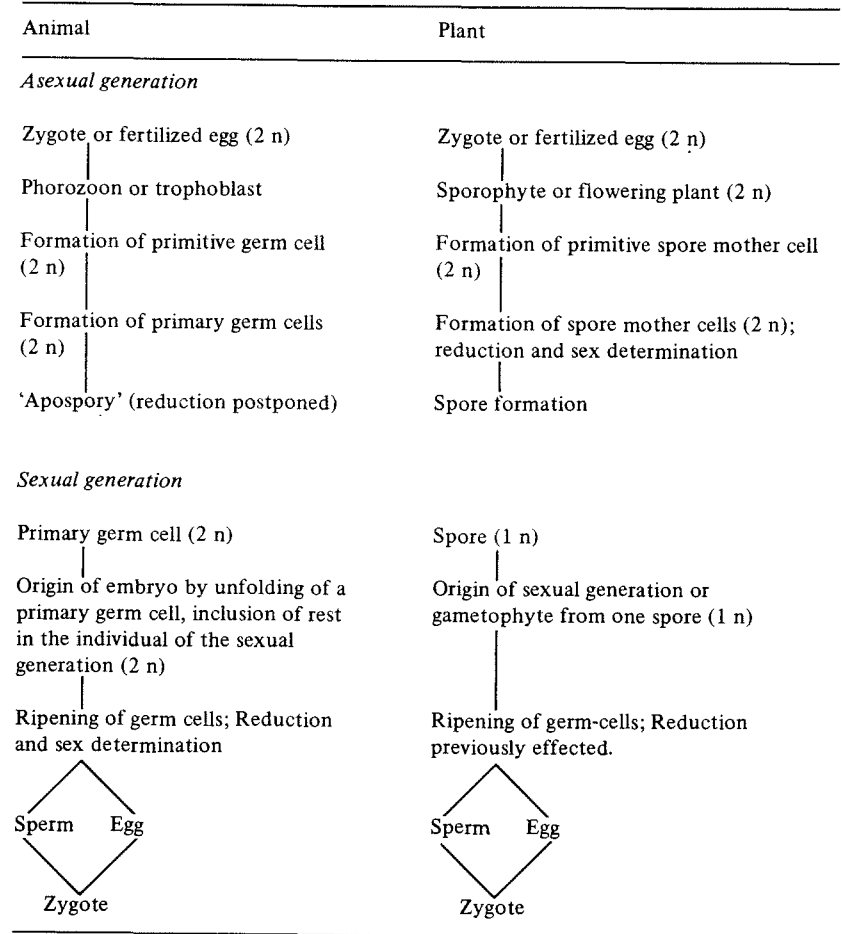 Animal Plant
Asexual generation
Zygote or fertilized egg (2 n) Zygote or fertilized egg (2 n)
Phorozoon or trophoblast Sporophyte or flowering plant (2 n)
Formation of primitive germ cell Formation of primitive spore mother cell
(2 n) (2 n)
Formation of primary germ cells Formation of spore mother cells (2 n);
(2 n) reduction and sex determination
‘Apospory’ (reduction postponed) Spore formation
Sexual generation
Primary germ cell (2 n) Spore (1 n)
Origin of embryo by unfolding of a Origin of sexual generation or
primary germ cell, inclusion of rest gametophyte from one spore (1 n)
in the individual of the sexual
generation (2 n)
Ripening of germ cells; Reduction Ripening of germ-cells; Reduction
and sex determination previously effected.
Sperm Egg Sperm Egg
Zygote Zygote